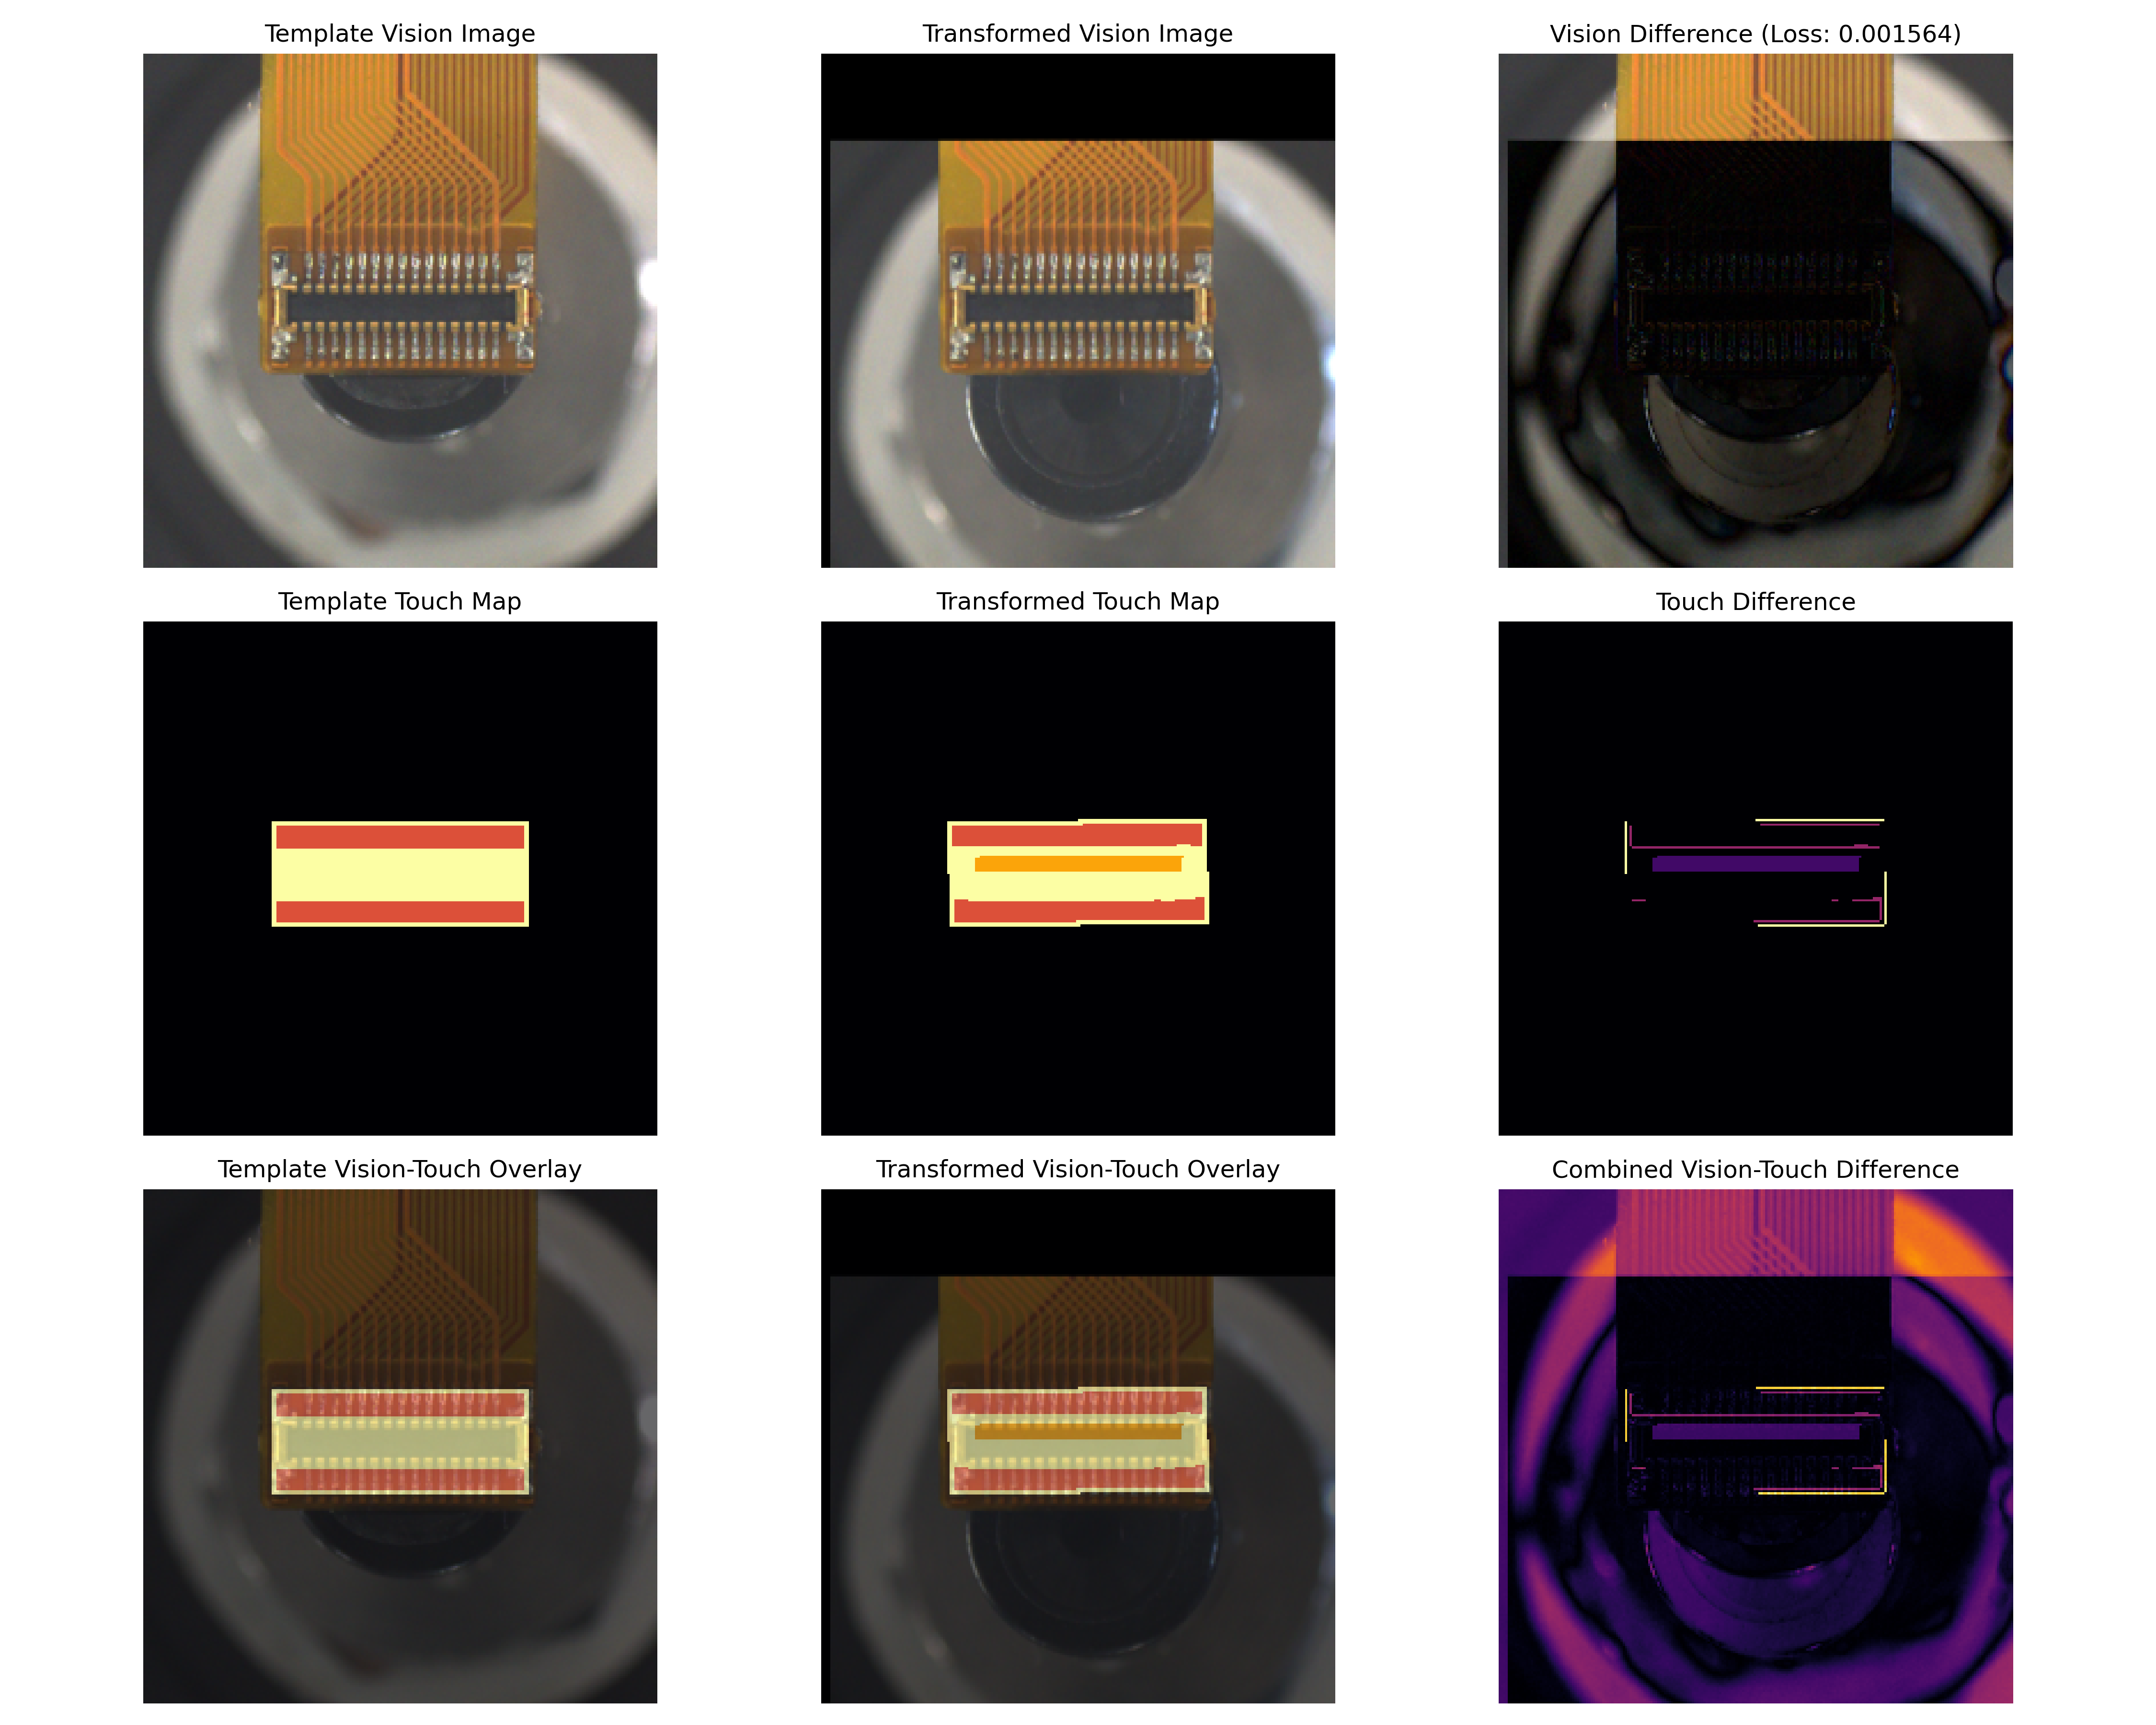 Template Vision Image
Transformed Vision Image
Vision Difference (Loss: 0.001564)
Template Touch Map
Transformed Touch Map
Touch Difference
Template Vision-Touch Overlay
Transformed Vision-Touch Overlay
Combined Vision-Touch Difference